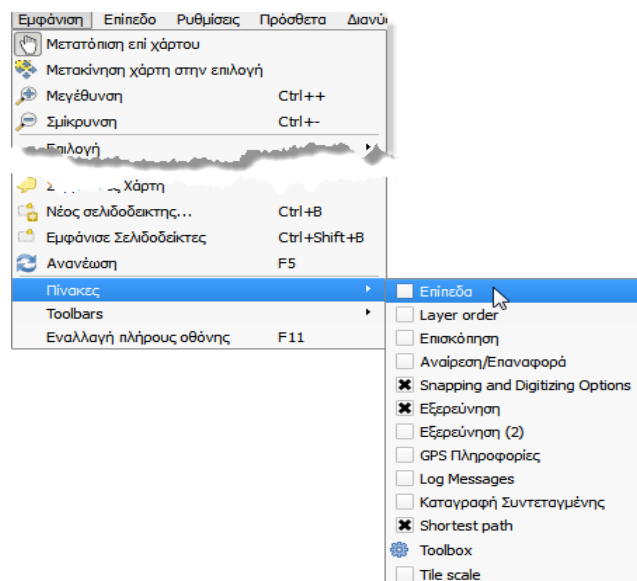 Εμφάνιση Επίπεδο Ρυθμίσεις Πρόσθετα
Μετατόπιση επί χάρτου
Μετακίνηση χάρτη στην επιλογή
Μεγέθυνση Ctrl++
Σμίκρυνση Ctrl+-
Επιλογή
Χάρτη
Νέος σελιδοδεικτης... Ctrl+B
Εμφάνισε Σελιδοδείκτες Ctrl+Shift+B
Ανανέωση F5
Πίνακες
Toolbars
Εναλλαγή πλήρους οθόνης F11
Επίπεδα
Layer order
Επισκόπηση
Αναίρεση/Επαναφορά
Snapping and Digitizing Options
Εξερεύνηση
Εξερεύνηση (2)
GPS Πληροφορίες
Log Messages
Καταγραφή Συντεταγμένης
Shortest path
Toolbox
Tile scale